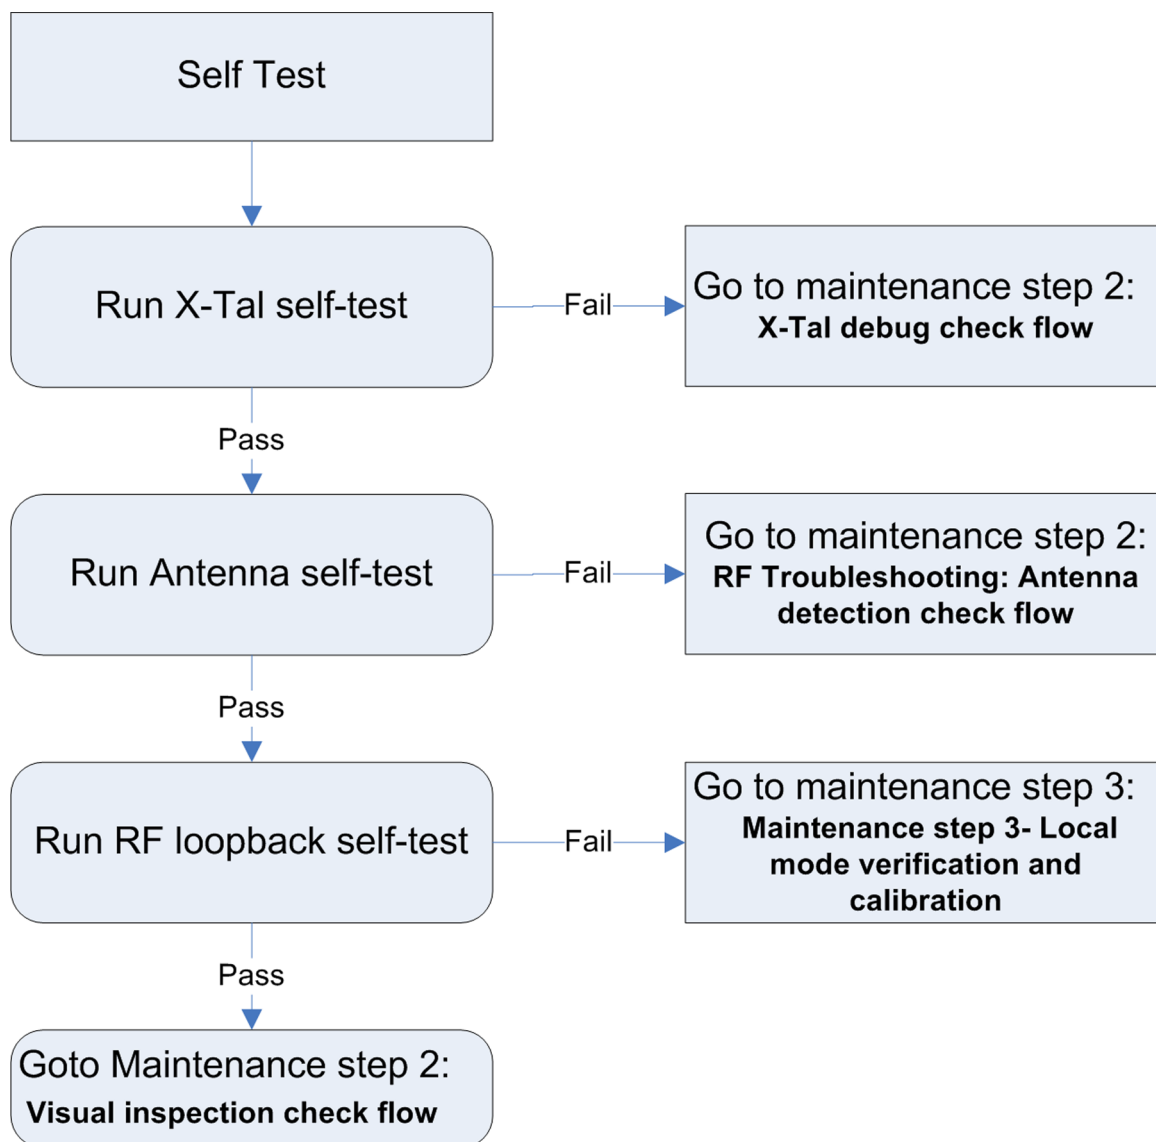 Self Test
Run X-Tal self-test
Fail
Go to maintenance step 2:
X-Tal debug check flow
Pass
Run Antenna self-test
Fail
Go to maintenance step 2:
RF Troubleshooting: Antenna
detection check flow
Pass
Run RF loopback self-test
Fail
Go to maintenance step 3:
Maintenance step 3- Local
mode verification and
calibration
Pass
Goto Maintenance step 2:
Visual inspection check flow